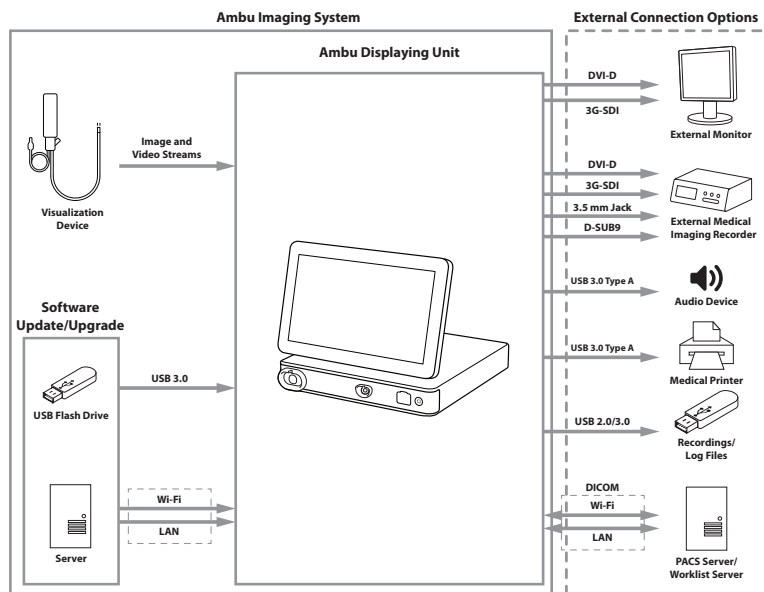 Ambu Imaging System
External Connection Options
Ambu Displaying Unit
Image and
Video Streams
Visualization
Device
Software
Update/Upgrade
USB 3.0
USB Flash Drive
Wi-Fi
LAN
Server
DVI-D
3G-SDI
External Monitor
DVI-D
3G-SDI
3.5 mm Jack
D-SUB9
External Medical
Imaging Recorder
USB 3.0 Type A
Audio Device
USB 3.0 Type A
Medical Printer
USB 2.0/3.0
Recordings/
Log Files
DICOM
Wi-Fi
LAN
PACS Server/
Worklist Server